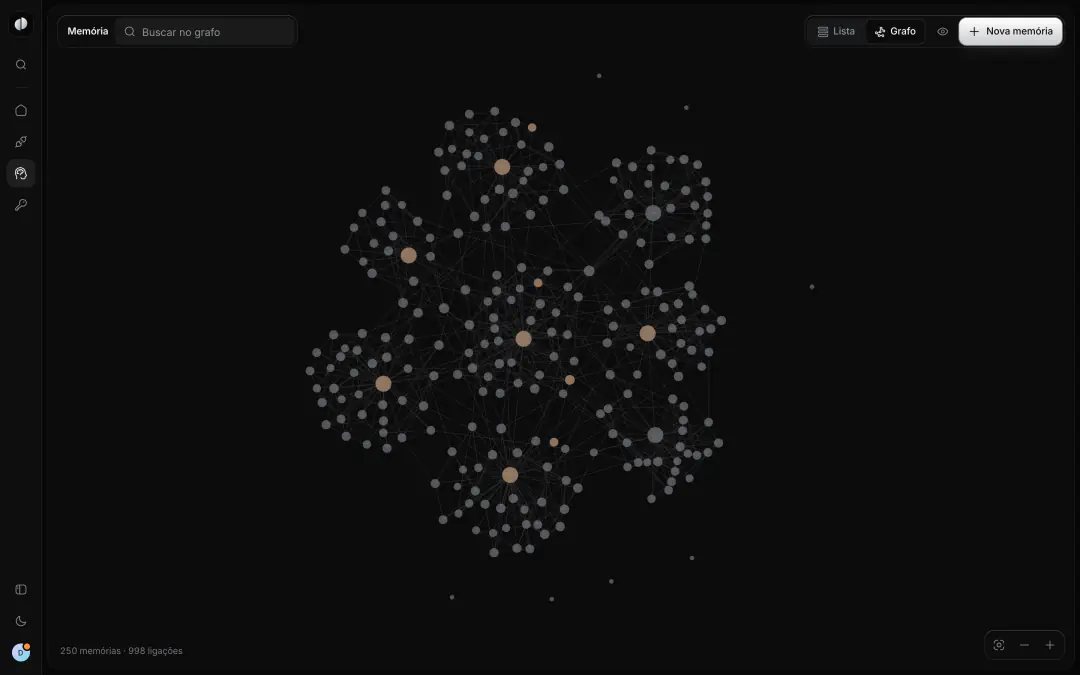 Memória
Buscar no grafo
Lista
Grafo
Nova memória
250 memórias · 998 ligações
D